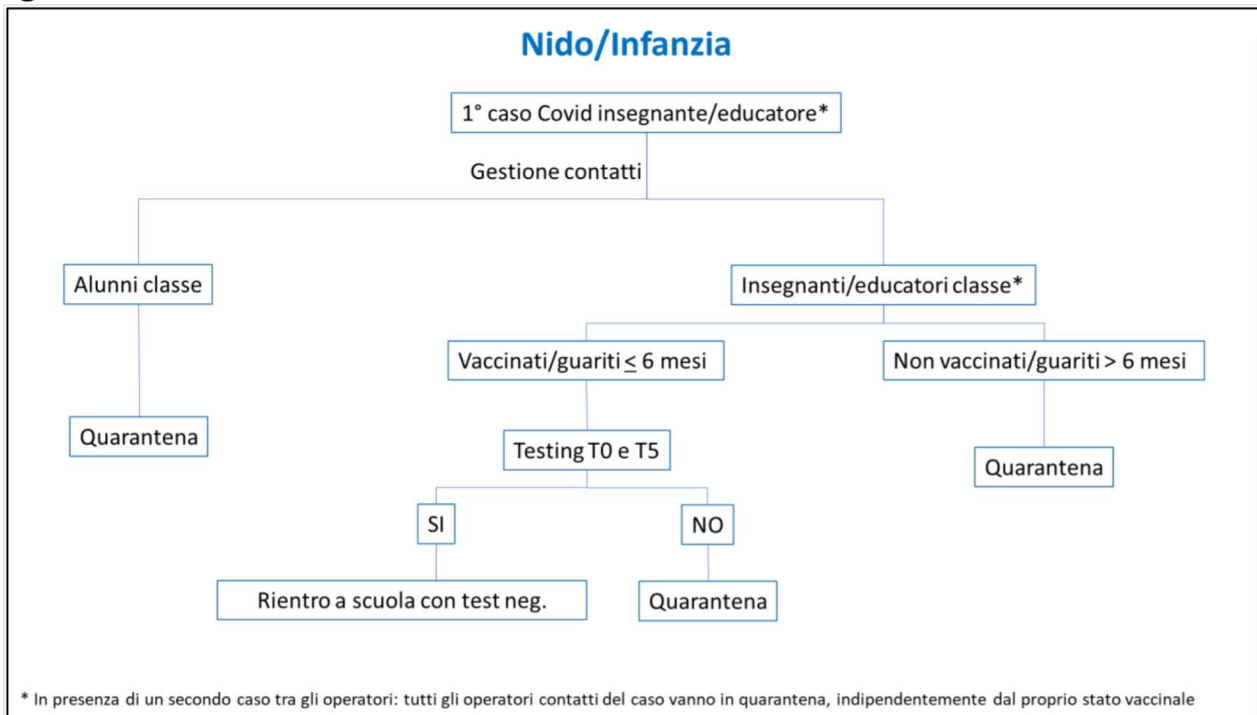 Nido/Infanzia
1° caso Covid insegnante/educatore*
Gestione contatti
Alunni classe
Insegnanti/educatori classe*
Vaccinati/guariti ≤ 6 mesi
Non vaccinati/guariti > 6 mesi
Quarantena
Testing T0 e T5
Quarantena
SI
NO
Rientro a scuola con test neg.
Quarantena
* In presenza di un secondo caso tra gli operatori: tutti gli operatori contatti del caso vanno in quarantena, indipendentemente dal proprio stato vaccinale